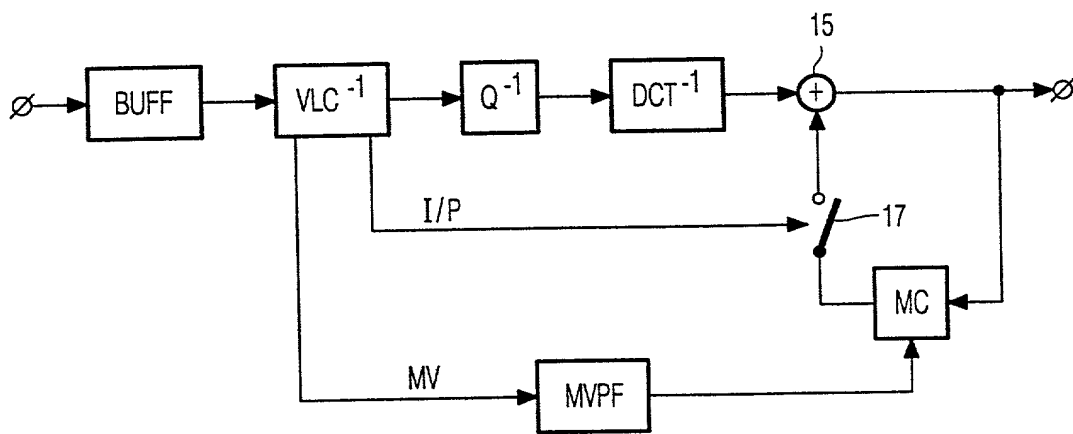 15
BUFF
VLC⁻¹
Q⁻¹
DCT⁻¹
+
I/P
17
MC
MV
MVPF